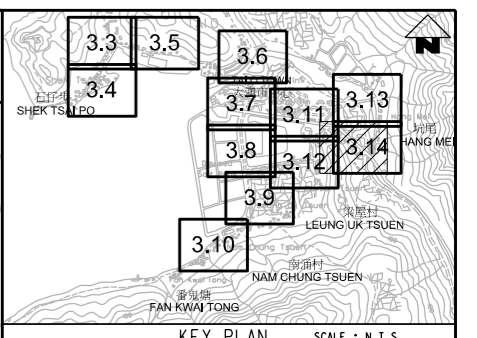 3.3
3.5
N
3.6
石仔埗
SHEK TSAI PO
3.4
3.7
3.11
3.13
坑尾
HANG MEI
3.8
3.12
3.14
3.9
梁屋村
LEUNG UK TSUEN
3.10
南涌村
NAM CHUNG TSUEN
番鬼塘
FAN KWAI TONG
KEY PLAN
SCALE : N.T.S.